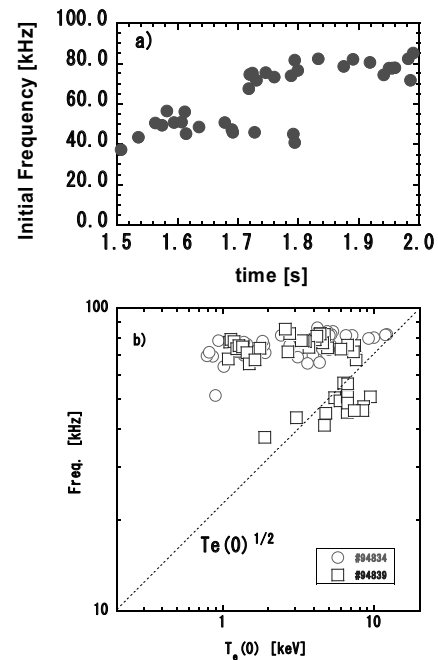 100.0
a)
80.0
60.0
40.0
20.0
0.0
Initial Frequency [kHz]
1.5 1.6 1.7 1.8 1.9 2.0
time [s]
100
b)
Freq. [kHz]
Te(0) 1/2
#94834
#94839
10
1 10
Te(0) [keV]